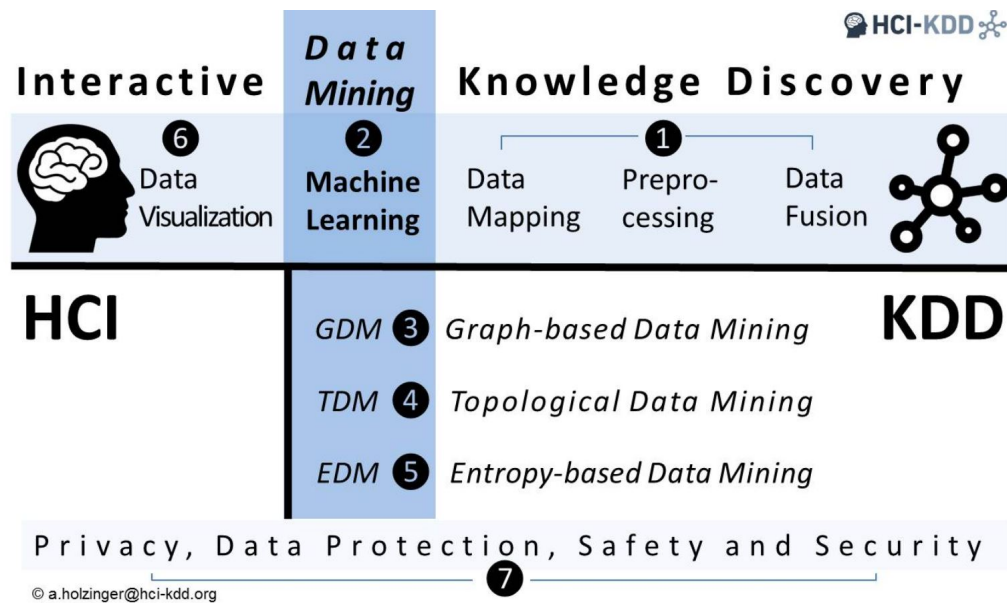 HCI-KDD
Data
Mining
Interactive
Knowledge Discovery
6
2
1
Data
Visualization
Machine
Learning
Data
Mapping
Prepro-
cessing
Data
Fusion
HCI
KDD
GDM 3 Graph-based Data Mining
TDM 4 Topological Data Mining
EDM 5 Entropy-based Data Mining
Privacy, Data Protection, Safety and Security
7
© a.holzinger@hci-kdd.org